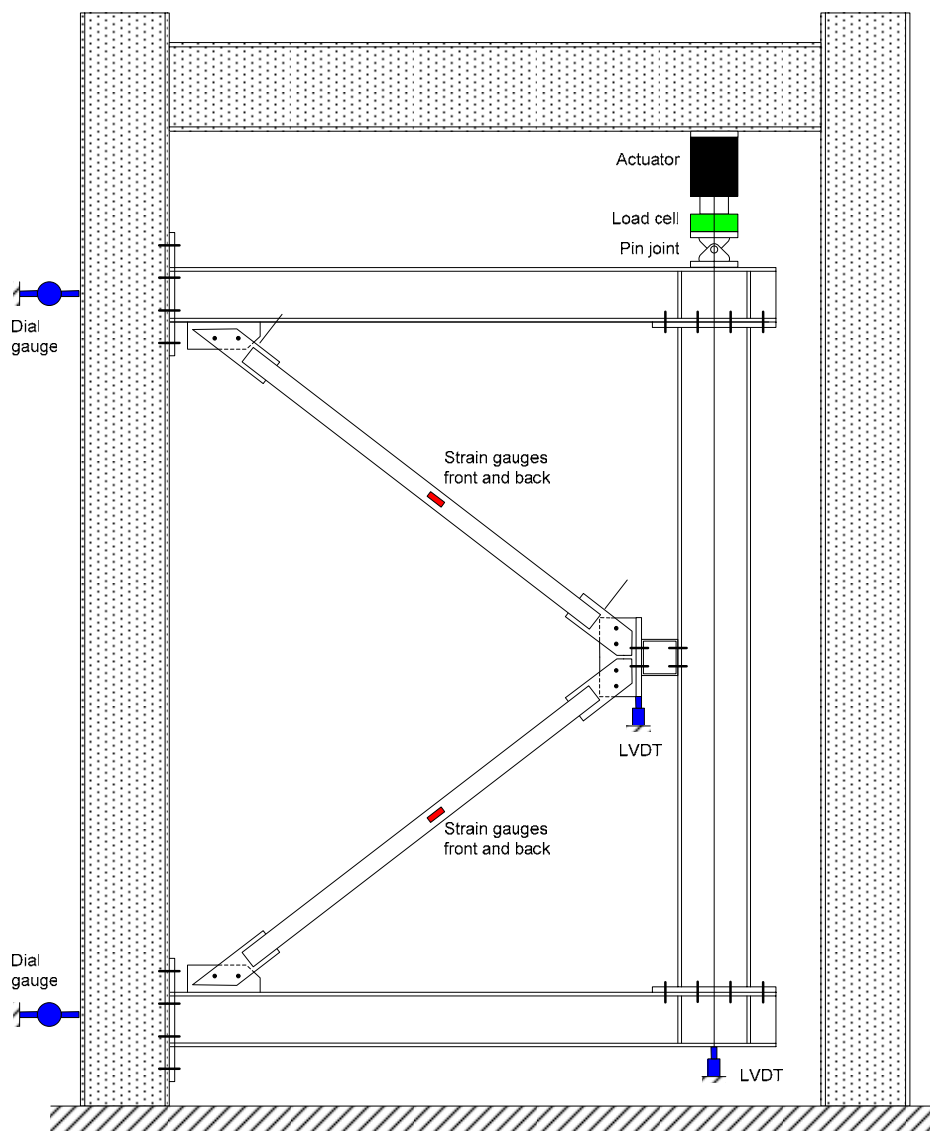 Actuator
Load cell
Pin joint
Dial
gauge
Strain gauges
front and back
LVDT
Strain gauges
front and back
Dial
gauge
LVDT